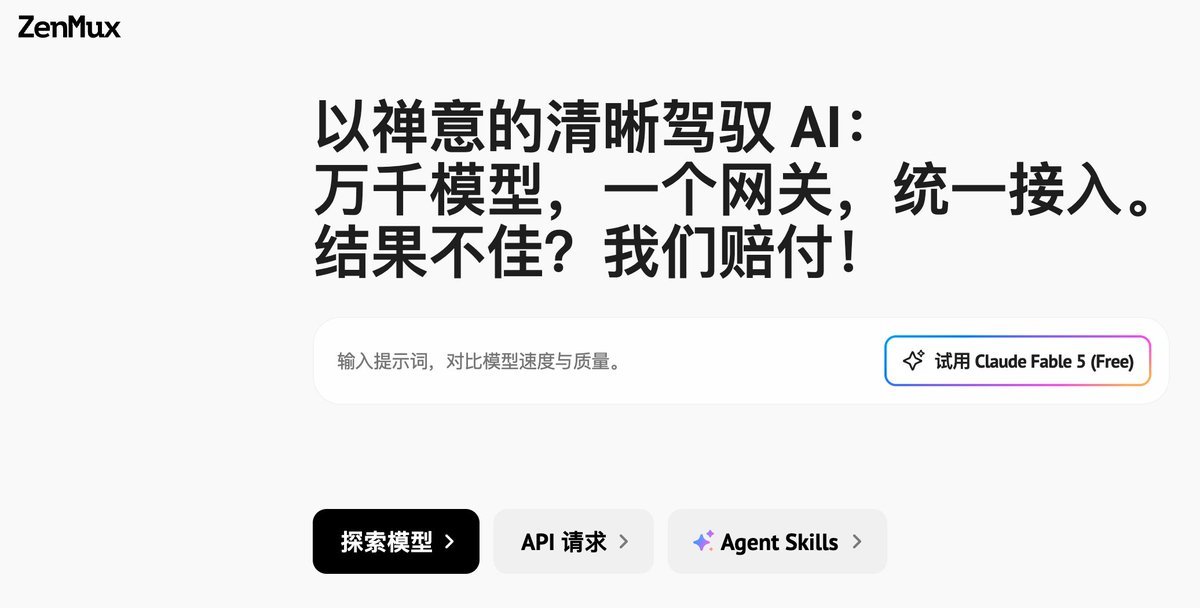 ZenMux
以禅意的清晰驾驭 AI：
万千模型，一个网关，统一接入。
结果不佳？我们赔付！
输入提示词，对比模型速度与质量。
试用 Claude Fable 5 (Free)
探索模型
API 请求
Agent Skills